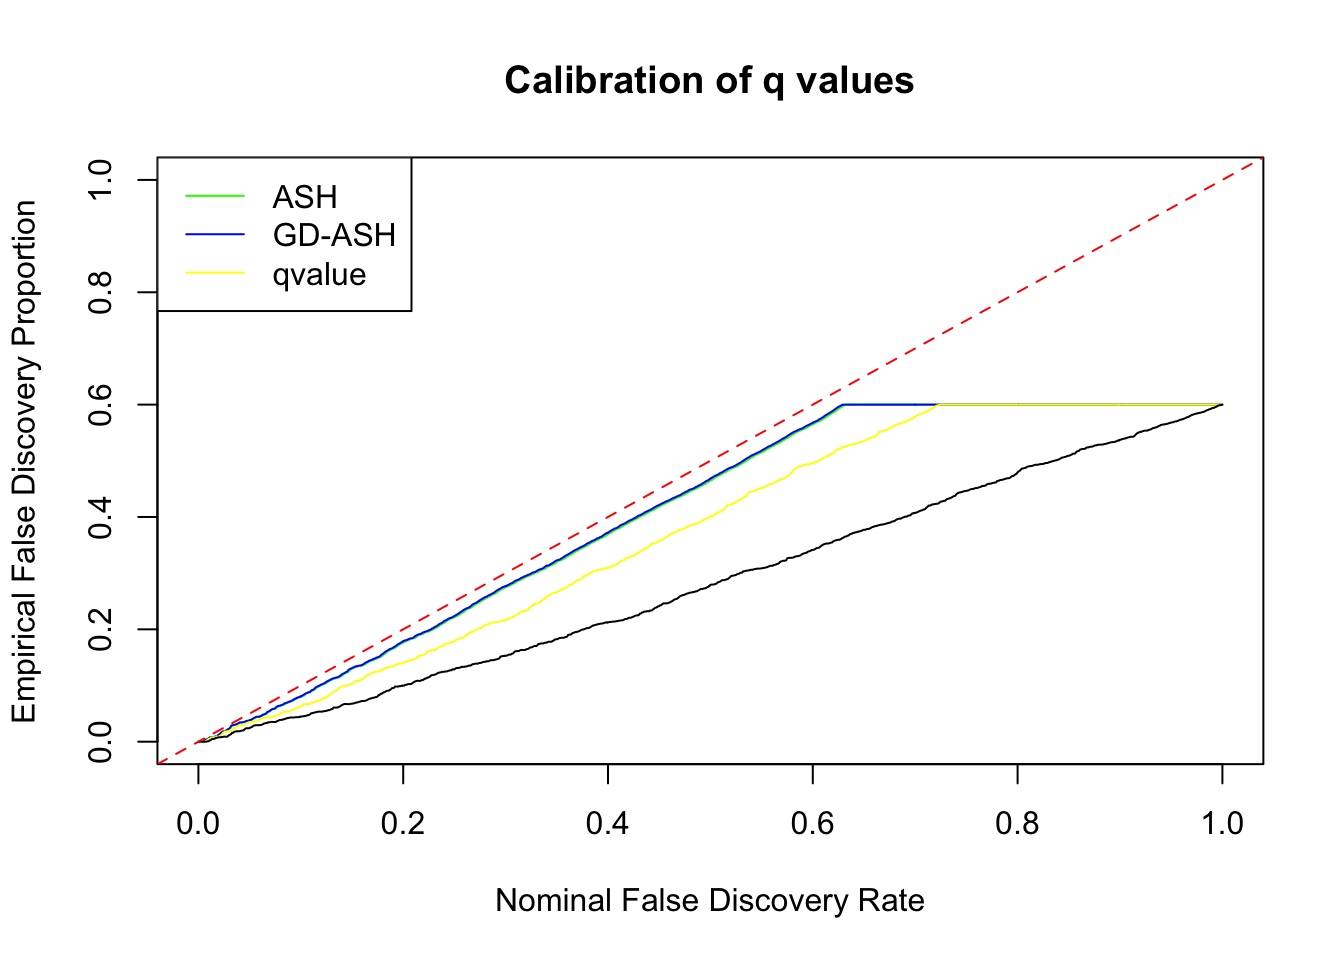 Calibration of q values
ASH
GD-ASH
qvalue
Empirical False Discovery Proportion
1.0
0.8
0.6
0.4
0.2
0.0
0.0 0.2 0.4 0.6 0.8 1.0
Nominal False Discovery Rate